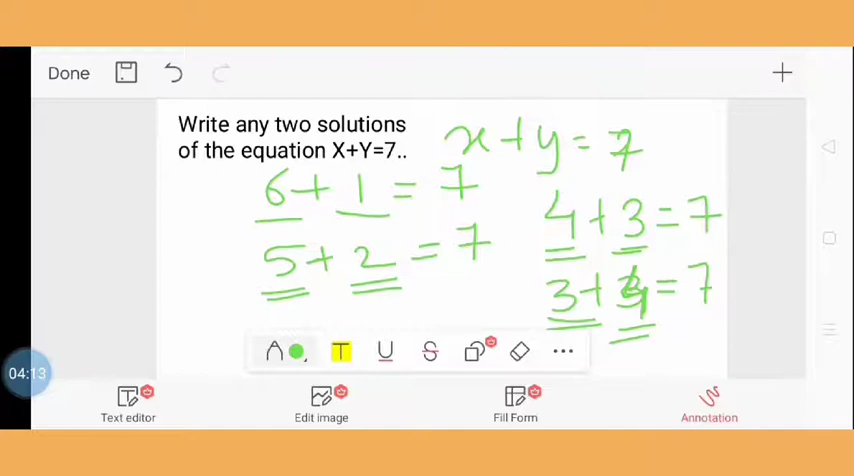 Done
Write any two solutions
of the equation X+Y=7..
x+y=7
6+1=7
5+2=7
4+3=7
3+4=7
T
U
S
04:13
Text editor
Edit image
Fill Form
Annotation